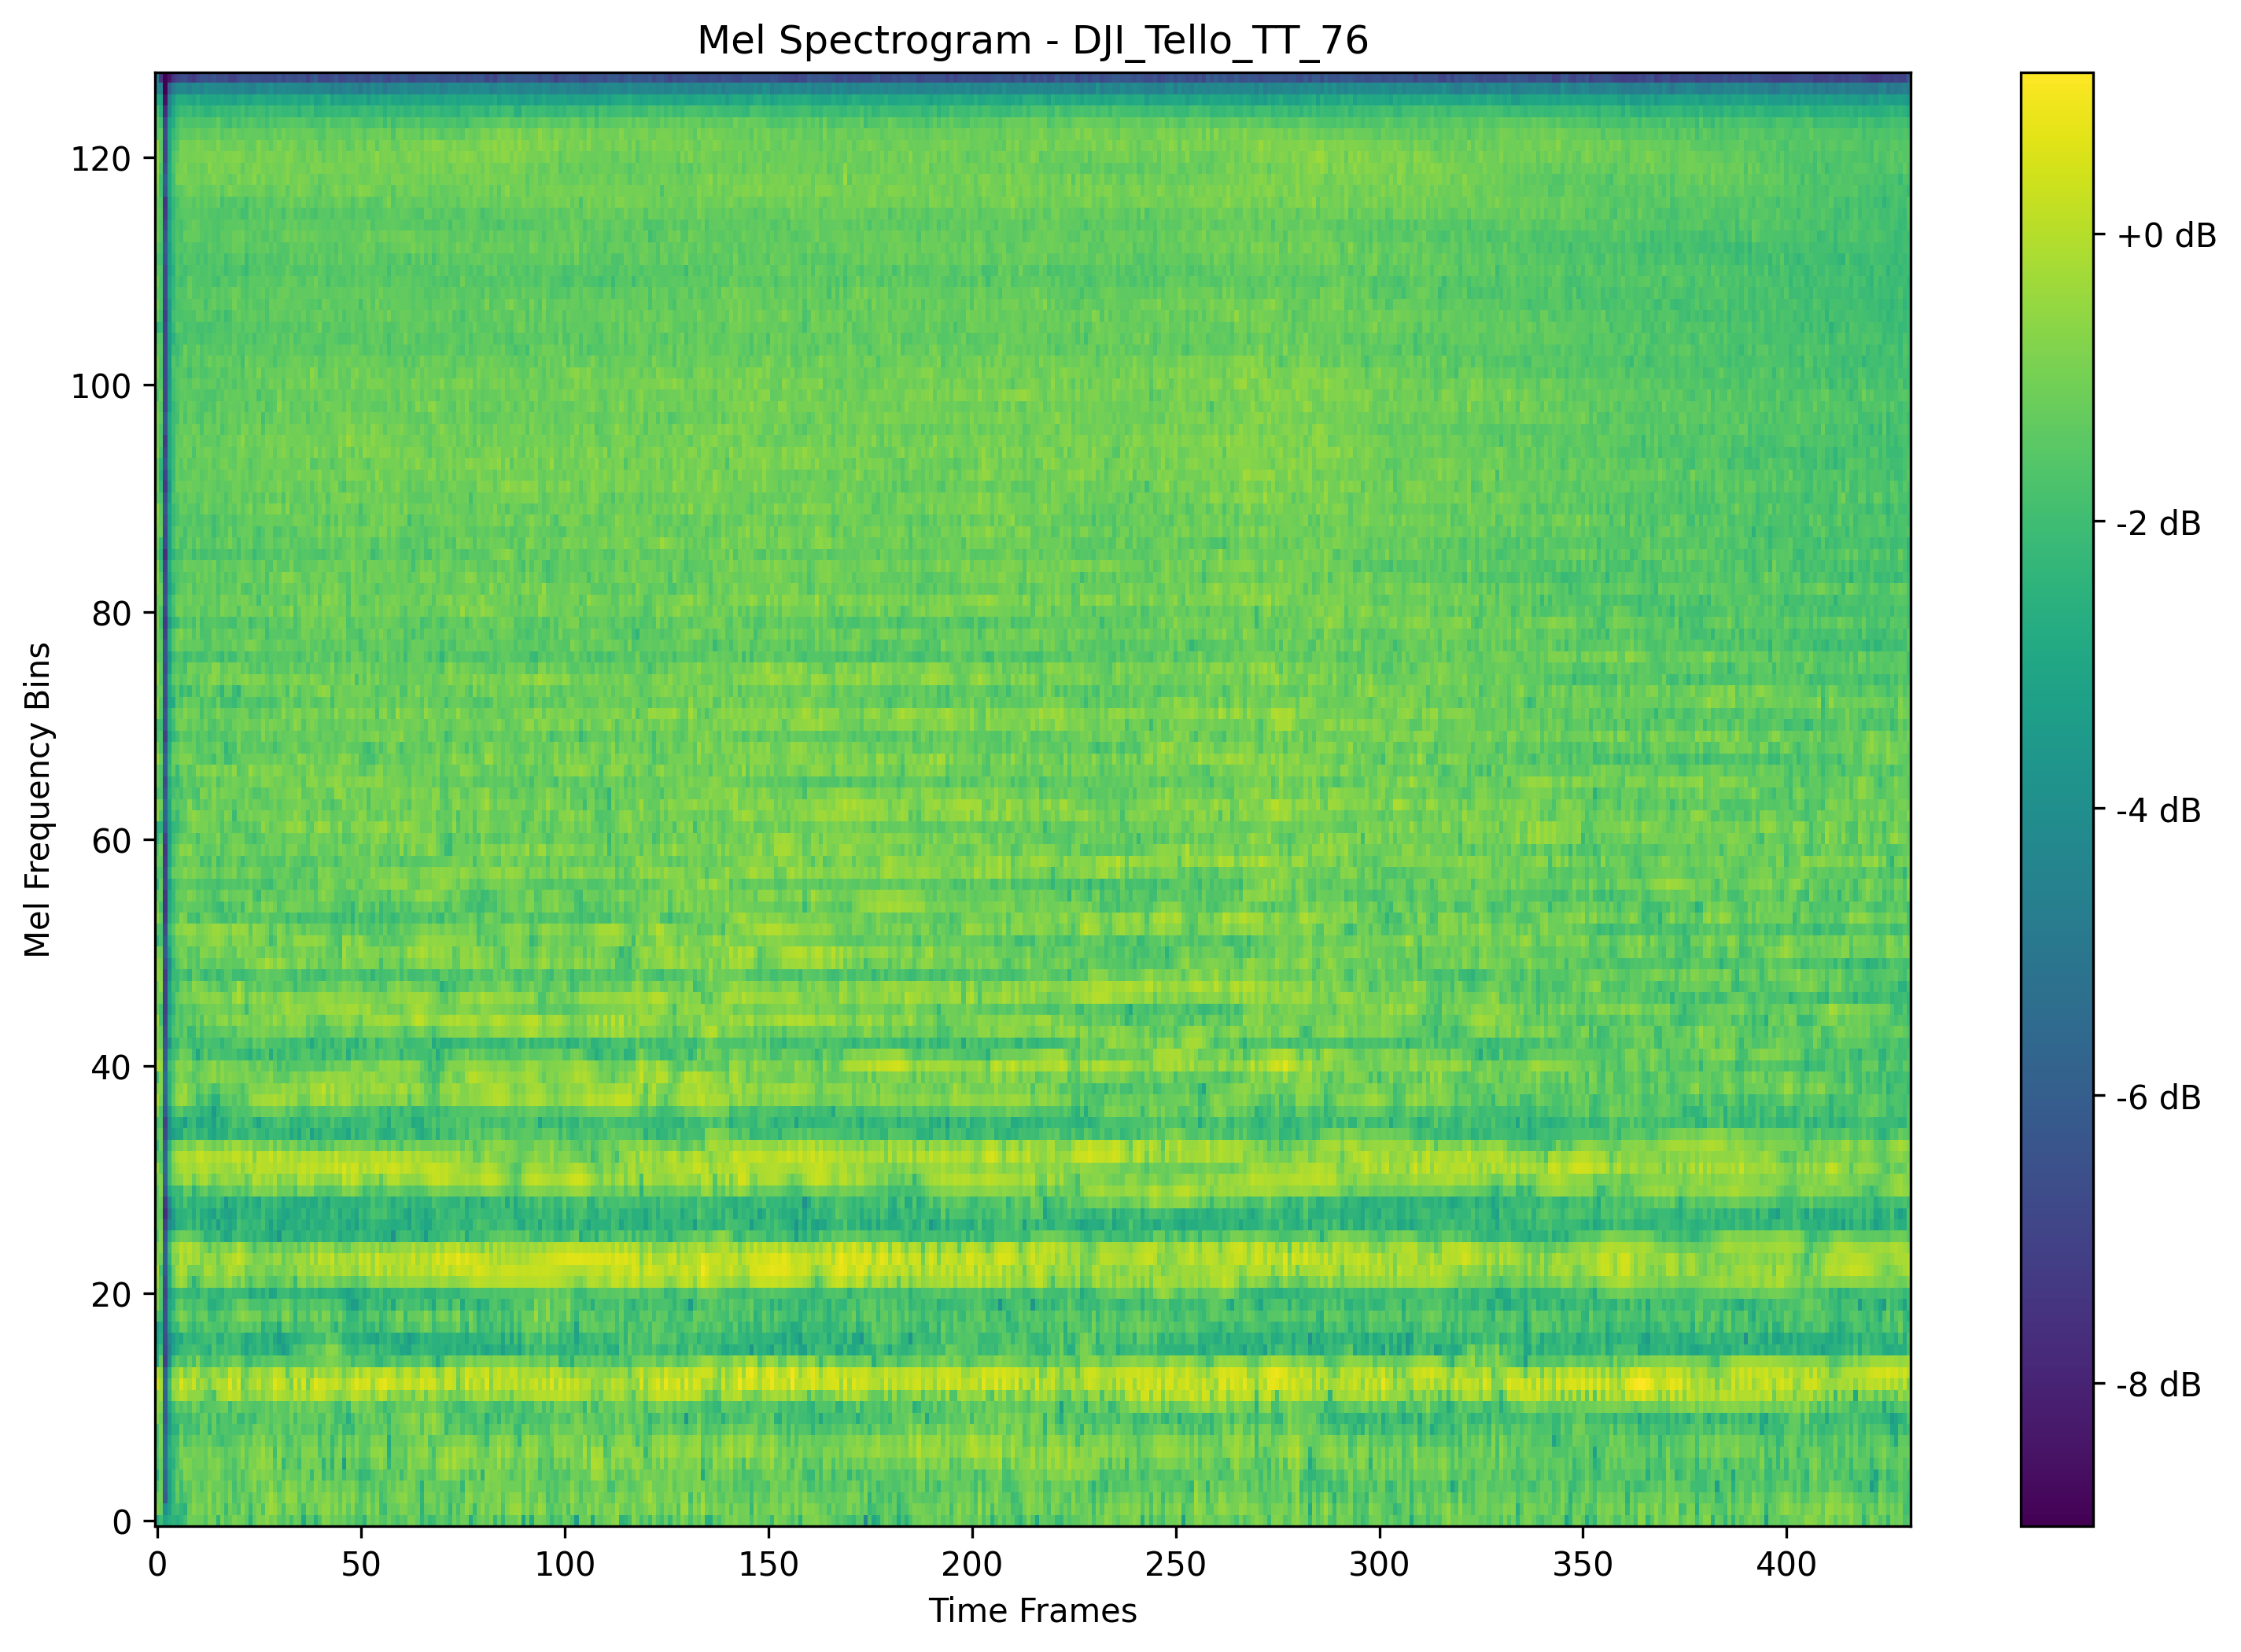 Mel Spectrogram - DJI_Tello_TT_76
Mel Frequency Bins
120
100
80
60
40
20
0
0 50 100 150 200 250 300 350 400
Time Frames
+0 dB
-2 dB
-4 dB
-6 dB
-8 dB